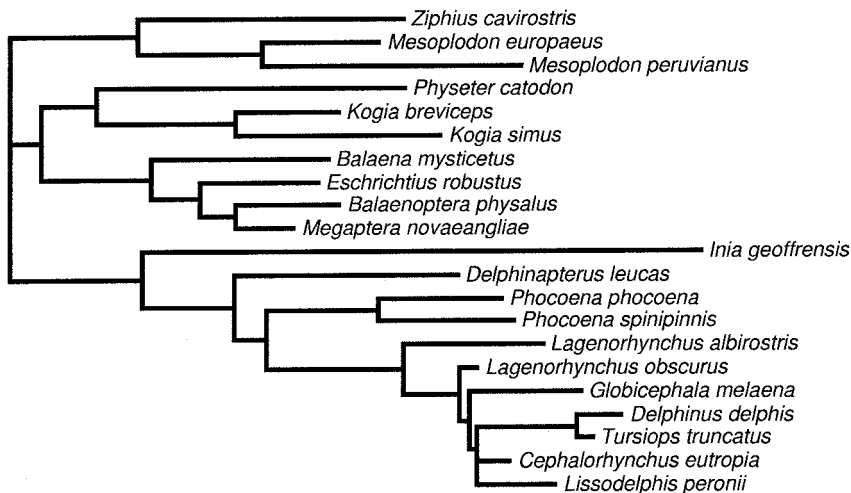 Ziphius cavirostris
Mesoplodon europaeus
Mesoplodon peruvianus
Physeter catodon
Kogia breviceps
Kogia simus
Balaena mysticetus
Eschrichtius robustus
Balaenoptera physalus
Megaptera novaeangliae
Inia geoffrensis
Delphinapterus leucas
Phocoena phocoena
Phocoena spinipinnis
Lagenorhynchus albirostris
Lagenorhynchus obscurus
Globicephala melaena
Delphinus delphis
Tursiops truncatus
Cephalorhynchus eutropia
Lissodelphis peronii